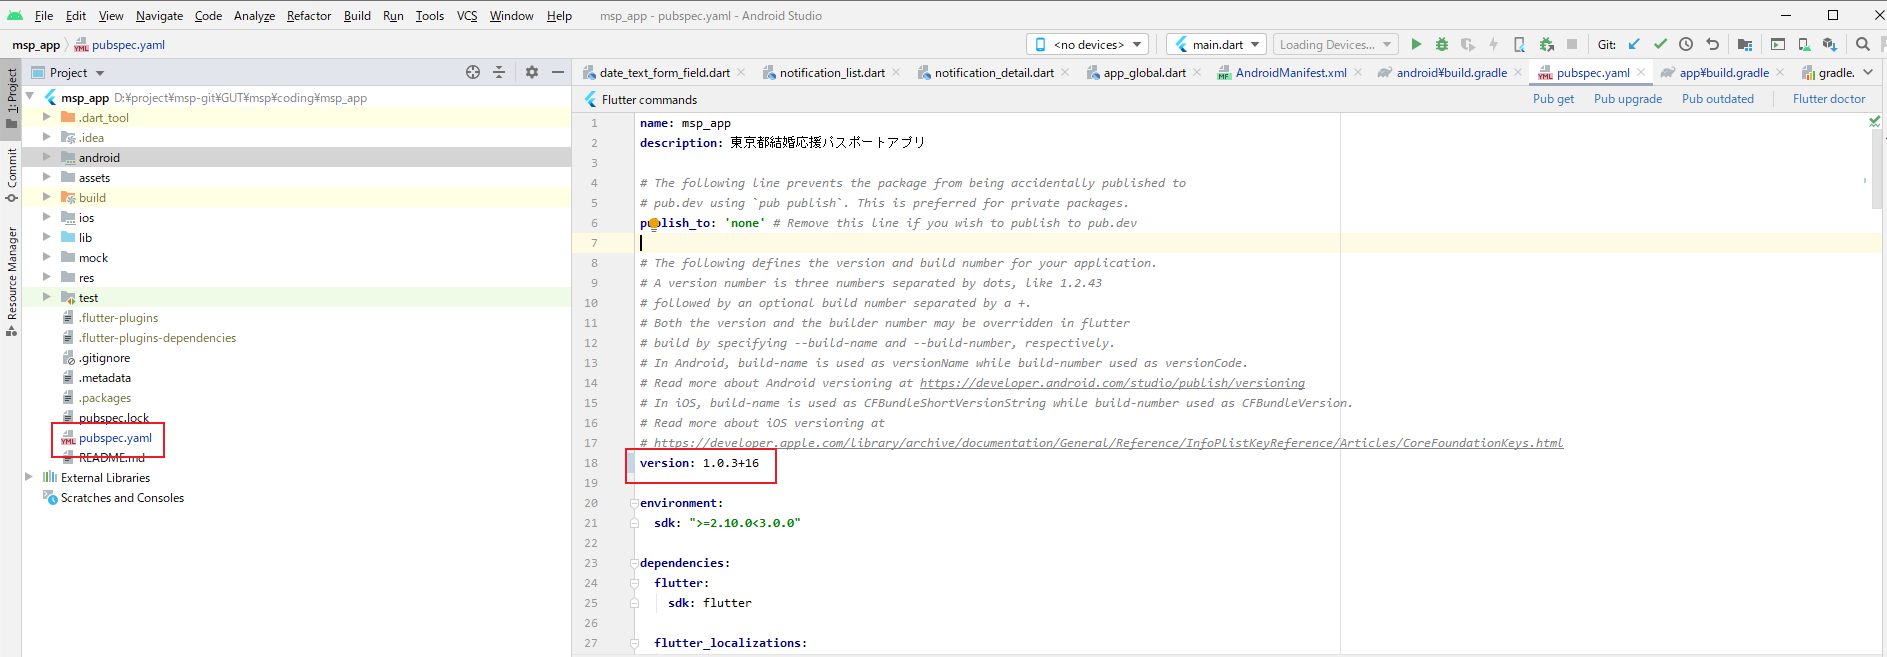 File Edit View Navigate Code Analyze Refactor Build Run Tools VCS Window Help msp_app - pubspec.yaml - Android Studio
msp_app pubspec.yaml <no devices> main.dart Loading Devices... Git:
Project date_text_form_field.dart notification_list.dart notification_detail.dart app_global.dart AndroidManifest.xml android¥build.gradle pubspec.yaml app¥build.gradle gradle.
1: Project
Commit
Resource Manager
msp_app D:¥project¥msp-git¥GUT¥msp¥coding¥msp_app
.dart_tool
.idea
android
assets
build
ios
lib
mock
res
test
.flutter-plugins
.flutter-plugins-dependencies
.gitignore
.metadata
.packages
pubspec.lock
pubspec.yaml
README.md
External Libraries
Scratches and Consoles
Flutter commands Pub get Pub upgrade Pub outdated Flutter doctor
1 name: msp_app
2 description: 東京都結婚応援パスポートアプリ
3
4 # The following line prevents the package from being accidentally published to
5 # pub.dev using `pub publish`. This is preferred for private packages.
6 publish_to: 'none' # Remove this line if you wish to publish to pub.dev
7
8 # The following defines the version and build number for your application.
9 # A version number is three numbers separated by dots, like 1.2.43
10 # followed by an optional build number separated by a +.
11 # Both the version and the builder number may be overridden in flutter
12 # build by specifying --build-name and --build-number, respectively.
13 # In Android, build-name is used as versionName while build-number used as versionCode.
14 # Read more about Android versioning at https://developer.android.com/studio/publish/versioning
15 # In iOS, build-name is used as CFBundleShortVersionString while build-number used as CFBundleVersion.
16 # Read more about iOS versioning at
17 # https://developer.apple.com/library/archive/documentation/General/Reference/InfoPlistKeyReference/Articles/CoreFoundationKeys.html
18 version: 1.0.3+16
19
20 environment:
21 sdk: ">=2.10.0<3.0.0"
22
23 dependencies:
24 flutter:
25 sdk: flutter
26
27 flutter_localizations: